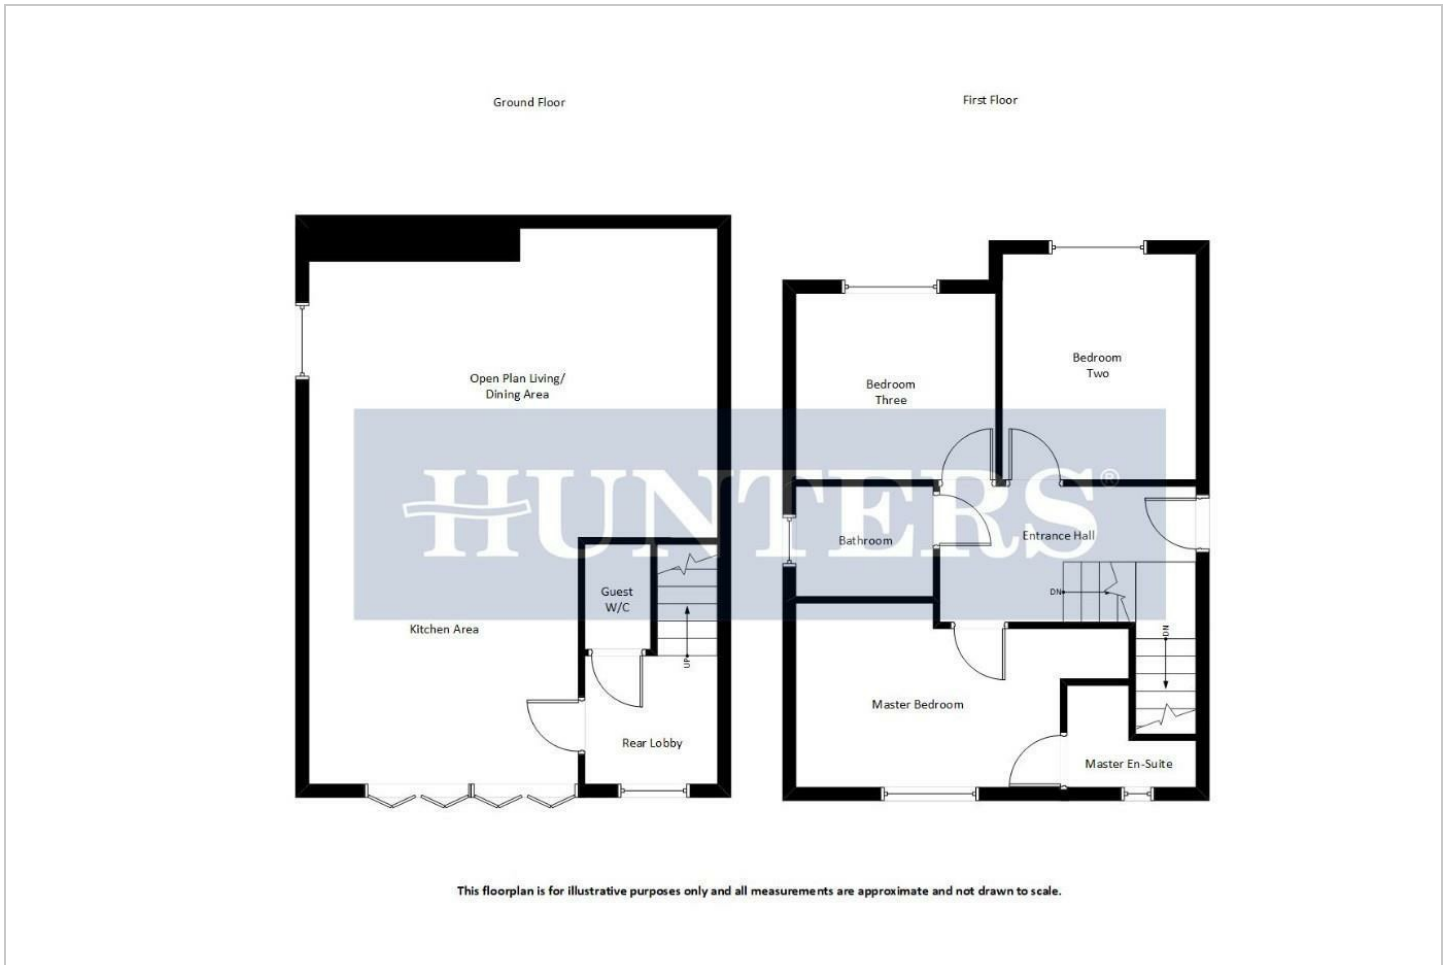 Ground Floor
First Floor
Open Plan Living/
Dining Area
Kitchen Area
Guest
W/C
UP
Rear Lobby
Bedroom
Three
Bedroom
Two
Bathroom
Entrance Hall
DN
DN
Master Bedroom
Master En-Suite
HUNTERS®
This floorplan is for illustrative purposes only and all measurements are approximate and not drawn to scale.